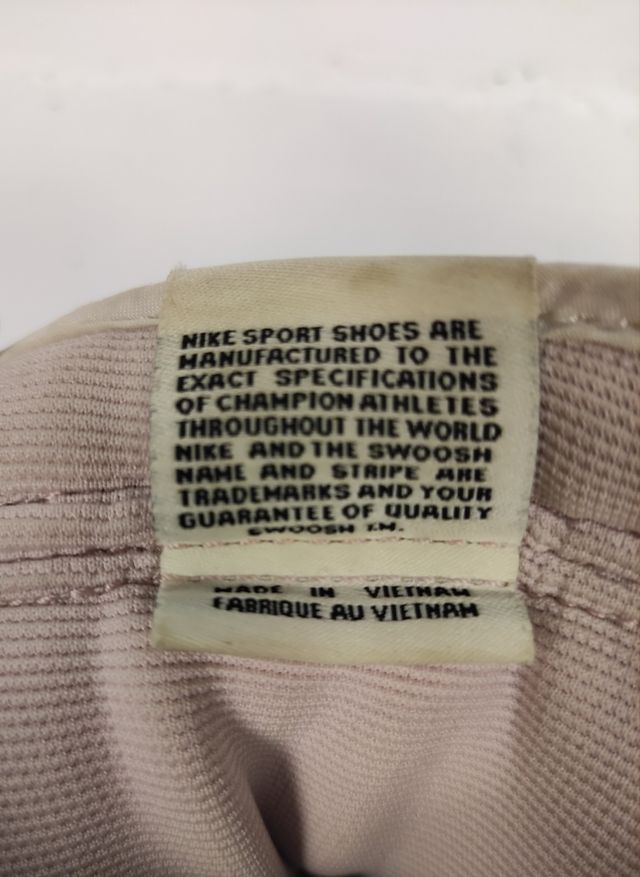 NIKE SPORT SHOES ARE
MANUFACTURED TO THE
EXACT SPECIFICATIONS
OF CHAMPION ATHLETES
THROUGHOUT THE WORLD
NIKE AND THE SWOOSH
NAME AND STRIPE ARE
TRADEMARKS AND YOUR
GUARANTEE OF QUALITY
SWOOSH T.M.
MADE IN VIETNAM
FABRIQUE AU VIETNAM